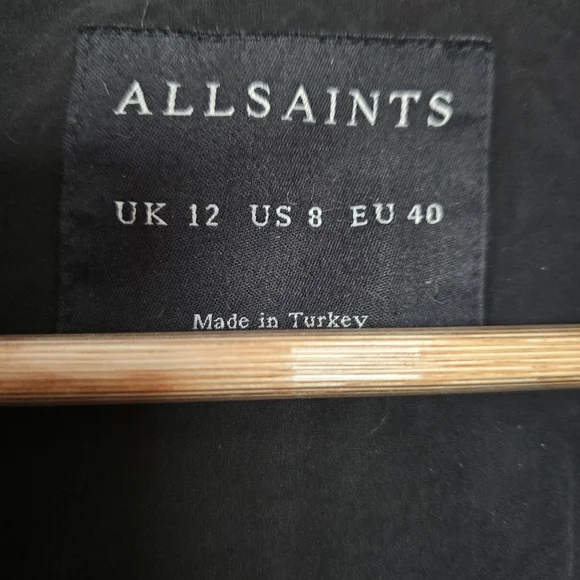 ALLSAINTS
UK 12 US 8 EU 40
Made in Turkey